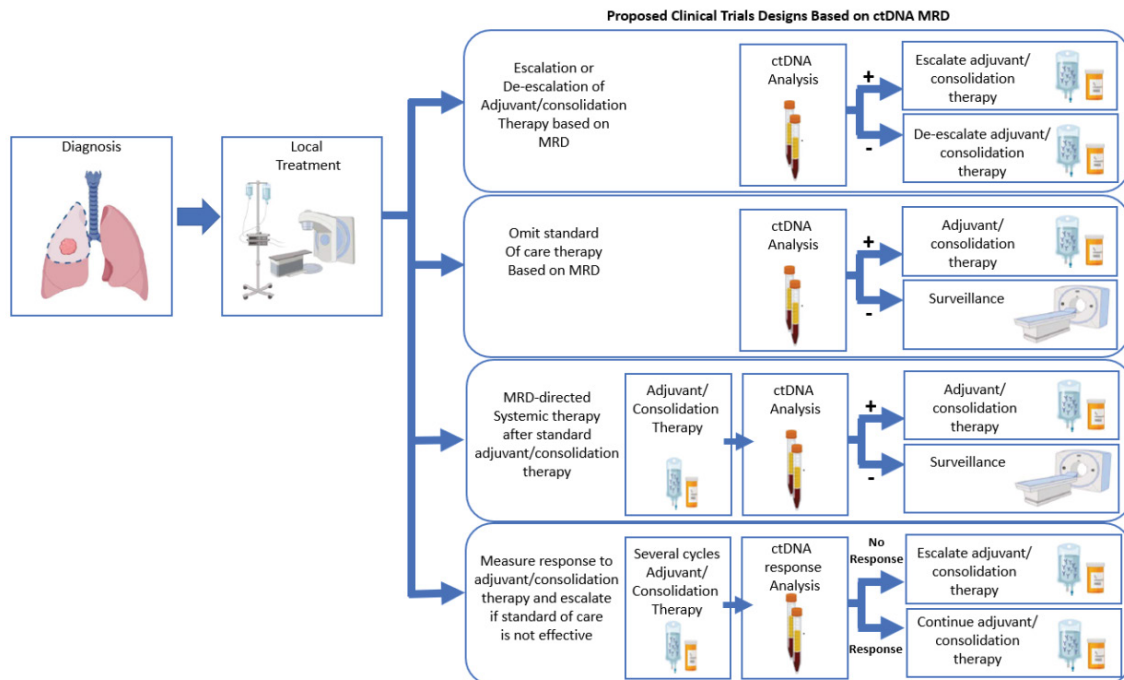 Proposed Clinical Trials Designs Based on ctDNA MRD
Diagnosis
Local
Treatment
Escalation or
De-escalation of
Adjuvant/consolidation
Therapy based on
MRD
ctDNA
Analysis
+
-
Escalate adjuvant/
consolidation
therapy
De-escalate adjuvant/
consolidation
therapy
Omit standard
Of care therapy
Based on MRD
ctDNA
Analysis
+
-
Adjuvant/
consolidation
therapy
Surveillance
MRD-directed
Systemic therapy
after standard
adjuvant/consolidation
therapy
Adjuvant/
Consolidation
Therapy
ctDNA
Analysis
+
-
Adjuvant/
consolidation
therapy
Surveillance
Measure response to
adjuvant/consolidation
therapy and escalate
if standard of care
is not effective
Several cycles
Adjuvant/
Consolidation
Therapy
ctDNA
response
Analysis
No
Response
Response
Escalate adjuvant/
consolidation
therapy
Continue adjuvant/
consolidation
therapy